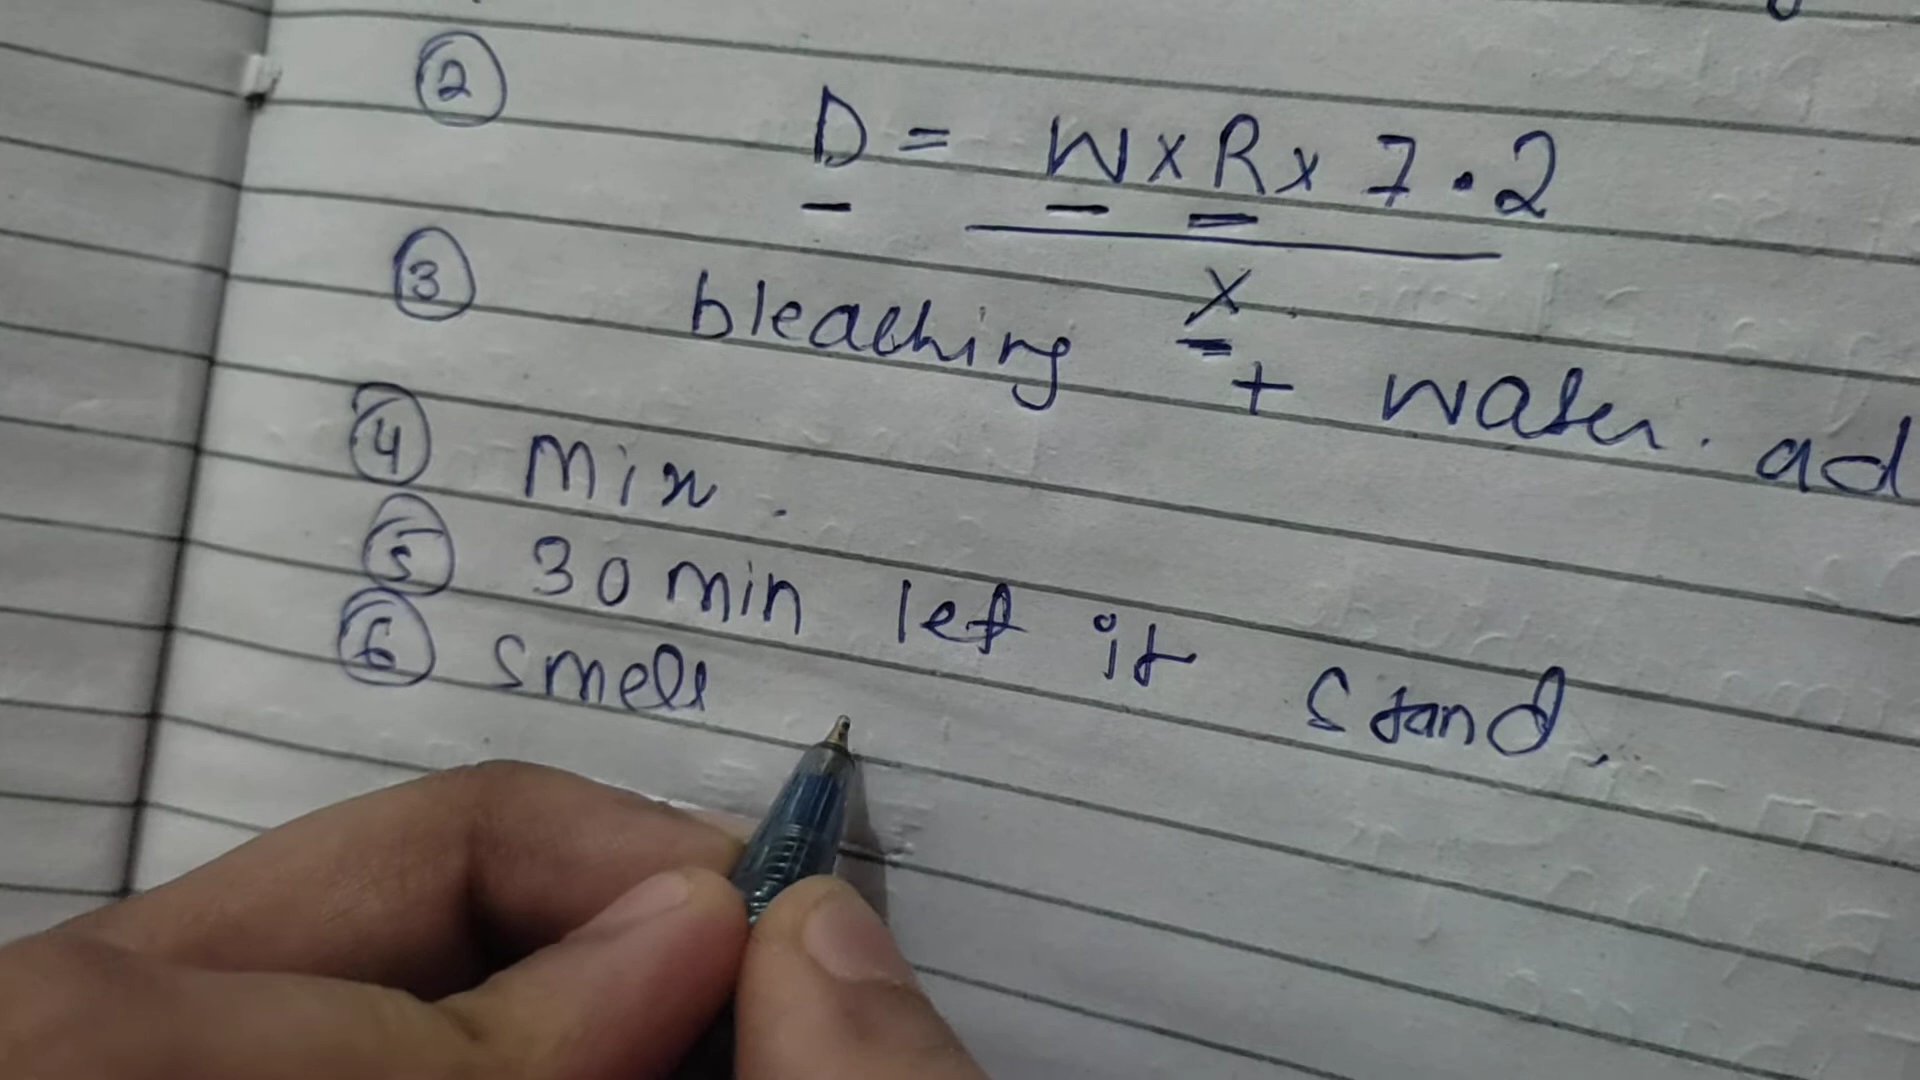 ② D = W x R x 7.2
X
③ bleaching + water. ad
④ Mix.
⑤ 30 min let it stand.
⑥ smell